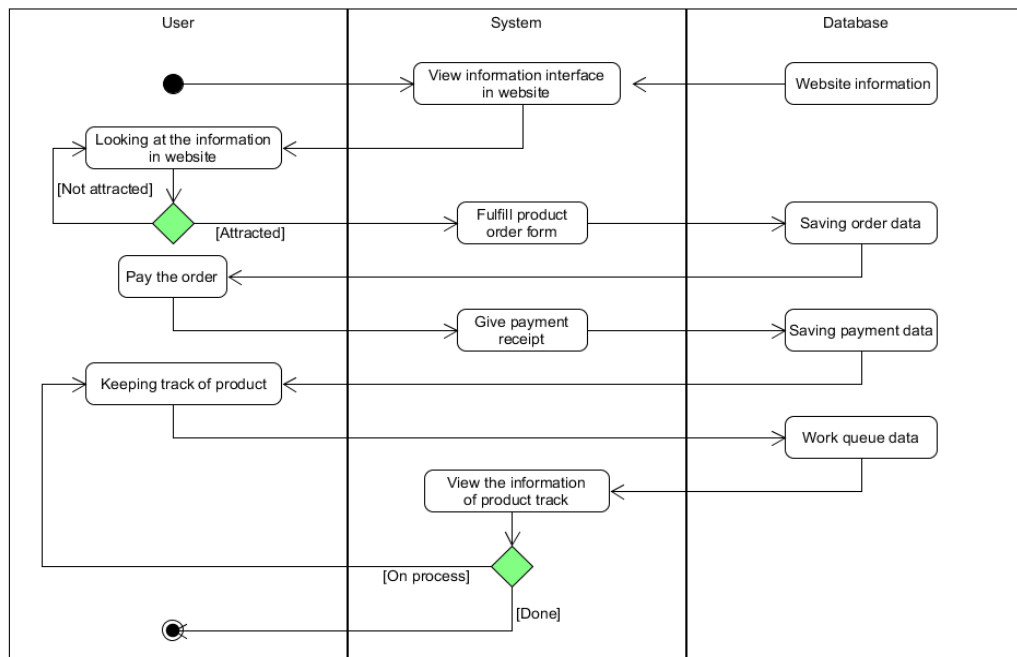 User
System
Database
View information interface
in website
Website information
Looking at the information
in website
[Not attracted]
[Attracted]
Fulfill product
order form
Saving order data
Pay the order
Give payment
receipt
Saving payment data
Keeping track of product
Work queue data
View the information
of product track
[On process]
[Done]